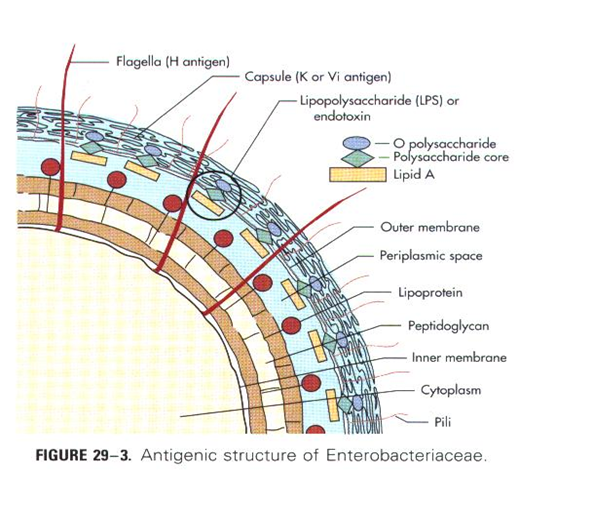 Flagella (H antigen)
Capsule (K or Vi antigen)
Lipopolysaccharide (LPS) or
endotoxin
O polysaccharide
Polysaccharide core
Lipid A
Outer membrane
Periplasmic space
Lipoprotein
Peptidoglycan
Inner membrane
Cytoplasm
Pili
FIGURE 29–3. Antigenic structure of Enterobacteriaceae.